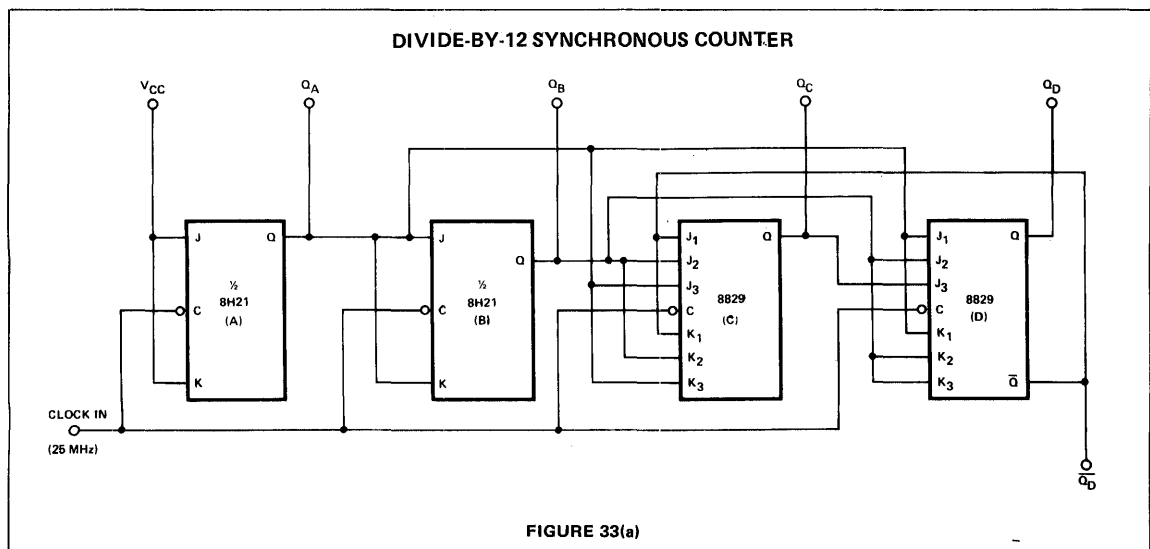 DIVIDE-BY-12 SYNCHRONOUS COUNTER
VCC QA QB QC QD
J Q
½
8H21
(A)
C
K
J
Q
½
8H21
(B)
C
K
J1 Q
J2
J3
8829
(C)
C
K1
K2
K3
J1 Q
J2
J3
8829
(D)
C
K1
K2
K3 Q̅
CLOCK IN
(25 MHz)
Q̅D
FIGURE 33(a)